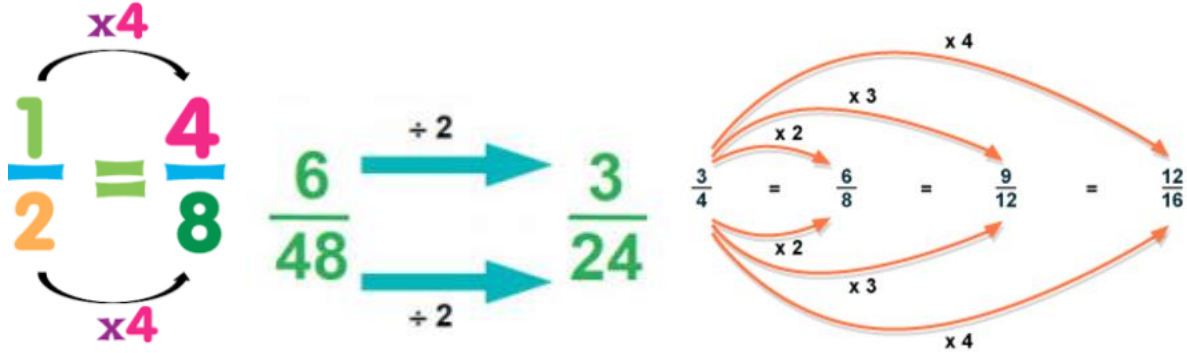 x4
1/2 = 4/8
x4
÷ 2
6/48 3/24
÷ 2
x 4
x 3
x 2
3/4 = 6/8 = 9/12 = 12/16
x 2
x 3
x 4